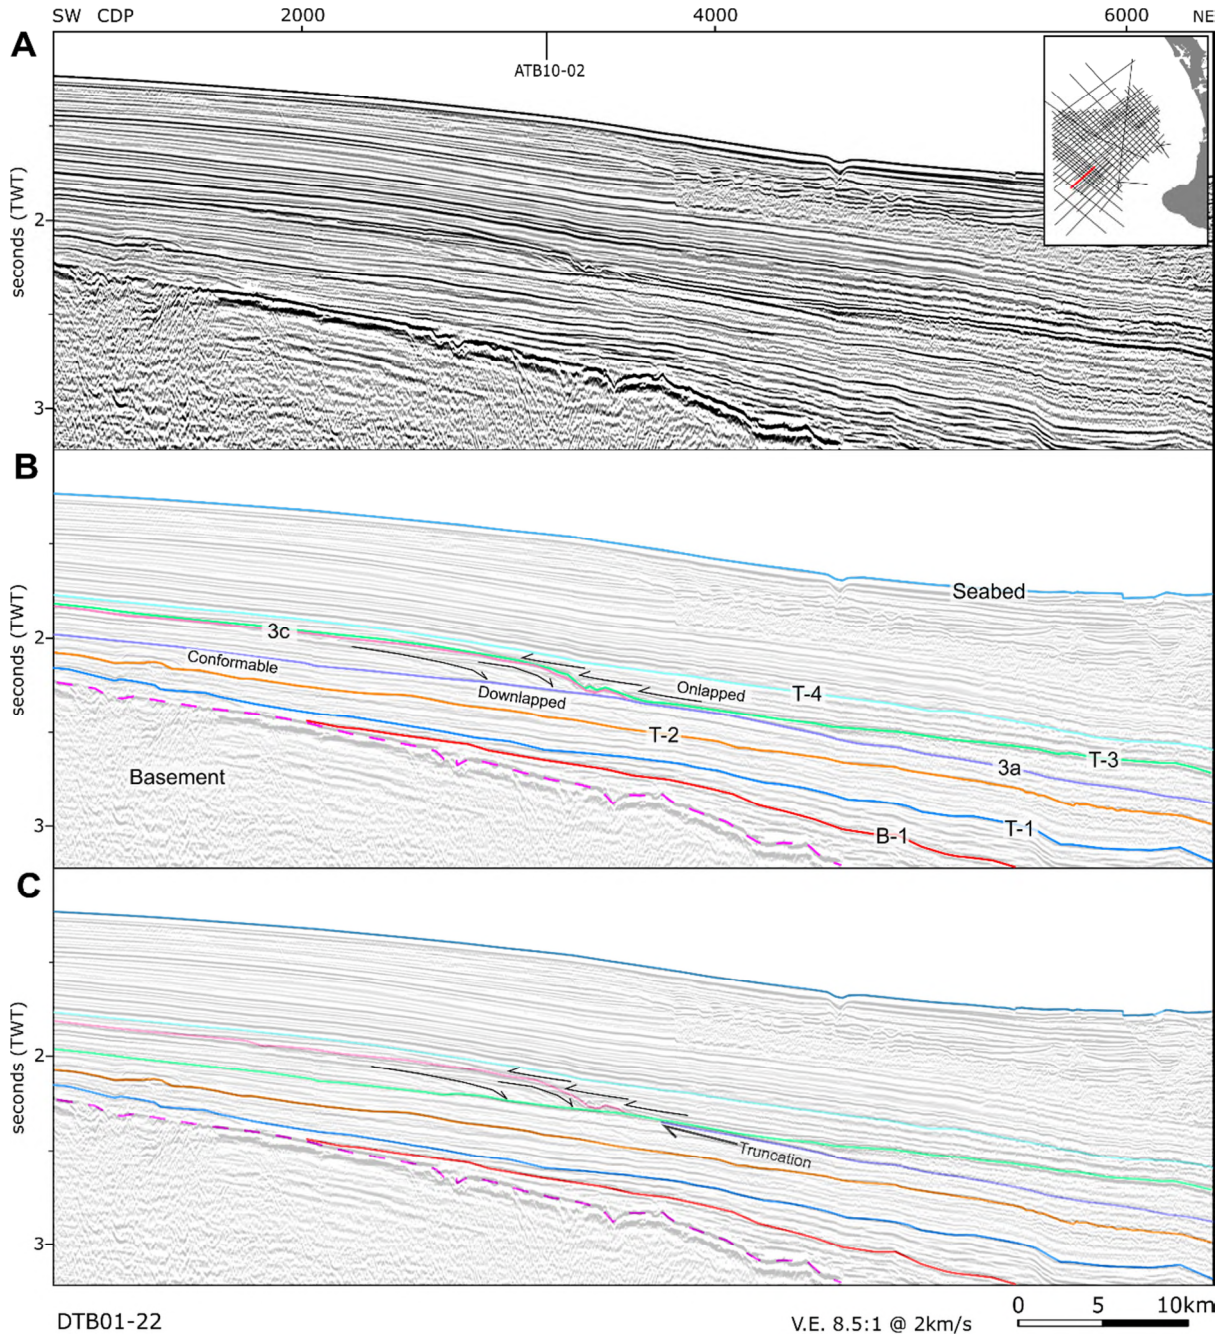 SW CDP 2000 4000 6000 NE
A
ATB10-02
seconds (TWT)
2
3
B
seconds (TWT)
2
3
Seabed
3c
Conformable
Downlapped
Onlapped
T-4
T-2
T-3
3a
Basement
T-1
B-1
C
seconds (TWT)
2
3
Truncation
DTB01-22
V.E. 8.5:1 @ 2km/s
0 5 10km